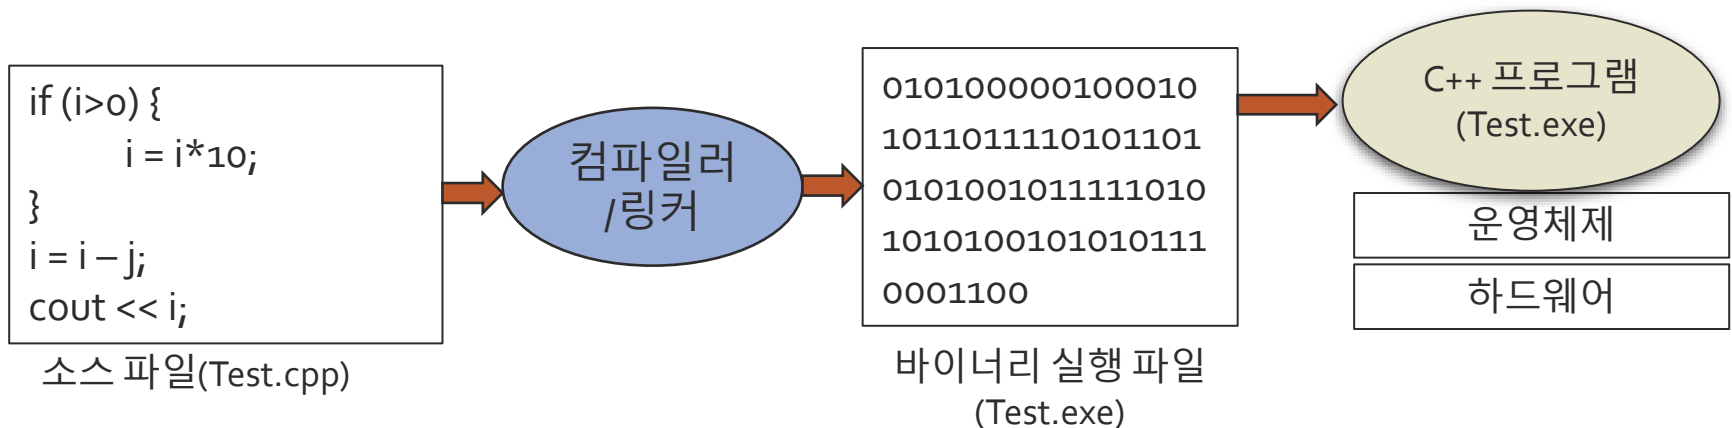 if (i>0) {
i = i*10;
}
i = i – j;
cout << i;
소스 파일(Test.cpp)
컴파일러
/링커
010100000100010
1011011110101101
0101001011111010
1010100101010111
0001100
바이너리 실행 파일
(Test.exe)
C++ 프로그램
(Test.exe)
운영체제
하드웨어